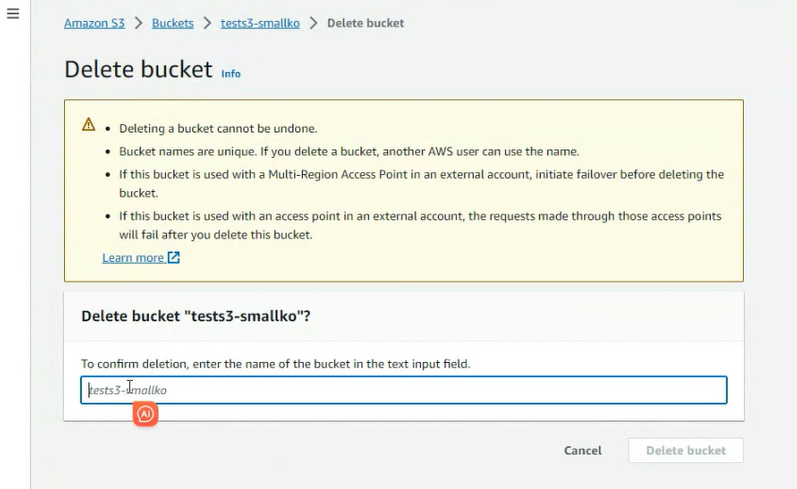 Amazon S3 > Buckets > tests3-smallko > Delete bucket
Delete bucket Info
• Deleting a bucket cannot be undone.
• Bucket names are unique. If you delete a bucket, another AWS user can use the name.
• If this bucket is used with a Multi-Region Access Point in an external account, initiate failover before deleting the
bucket.
• If this bucket is used with an access point in an external account, the requests made through those access points
will fail after you delete this bucket.
Learn more
Delete bucket "tests3-smallko"?
To confirm deletion, enter the name of the bucket in the text input field.
tests3-smallko
AI
Cancel Delete bucket